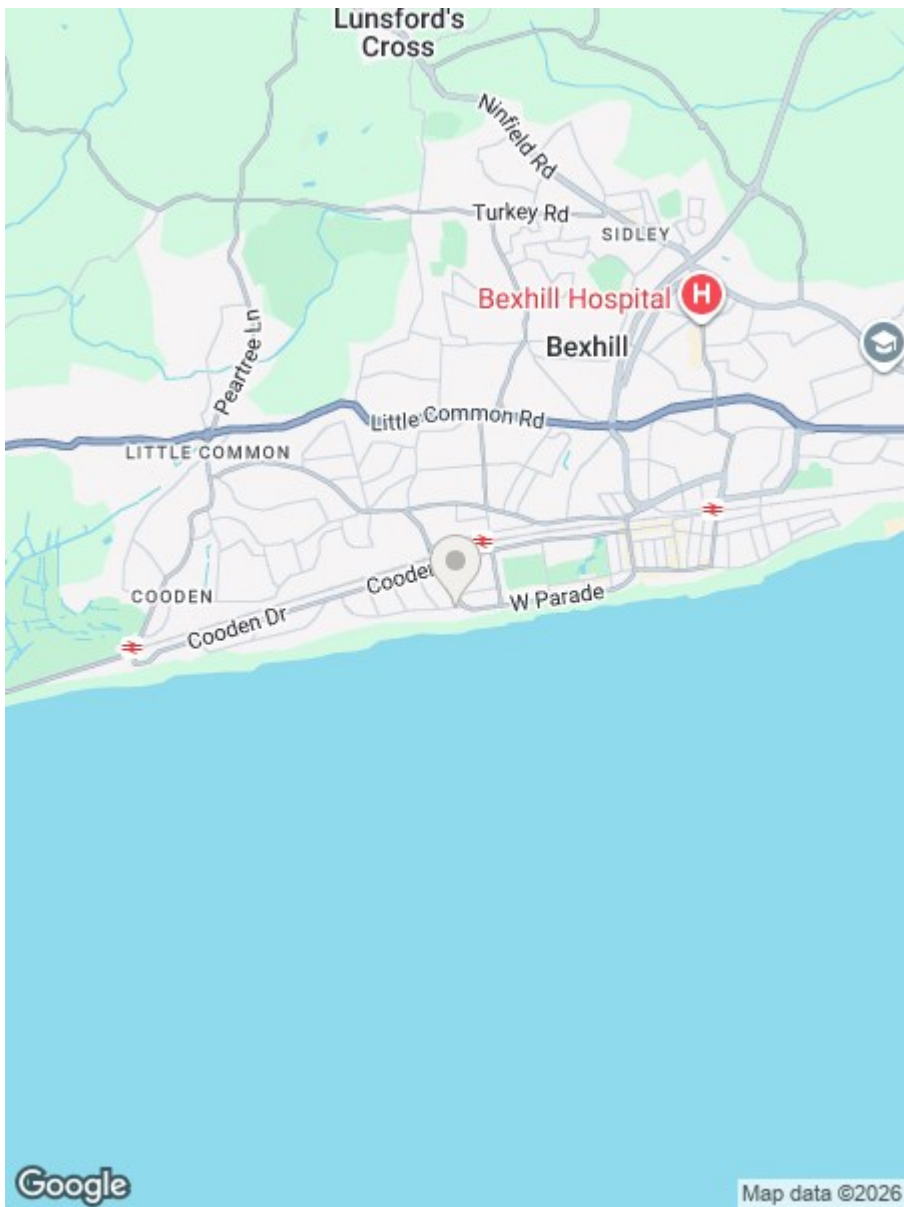 Lunsford's
Cross
Ninfield Rd
Turkey Rd
SIDLEY
Bexhill Hospital
H
Peartree Ln
Bexhill
Little Common Rd
LITTLE COMMON
COODEN
Cooden
W Parade
Cooden Dr
Google
Map data ©2026